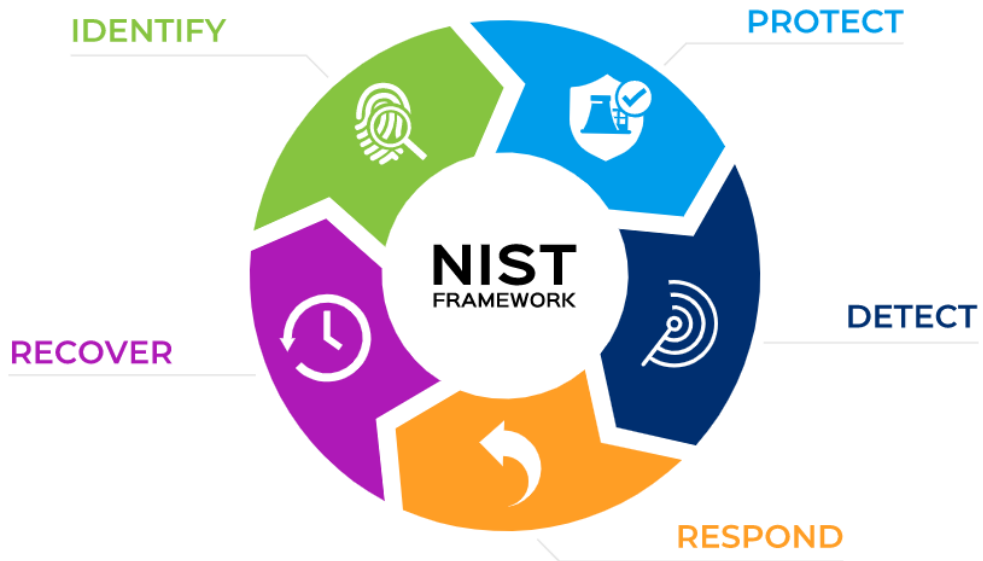 IDENTIFY
PROTECT
NIST
FRAMEWORK
DETECT
RECOVER
RESPOND